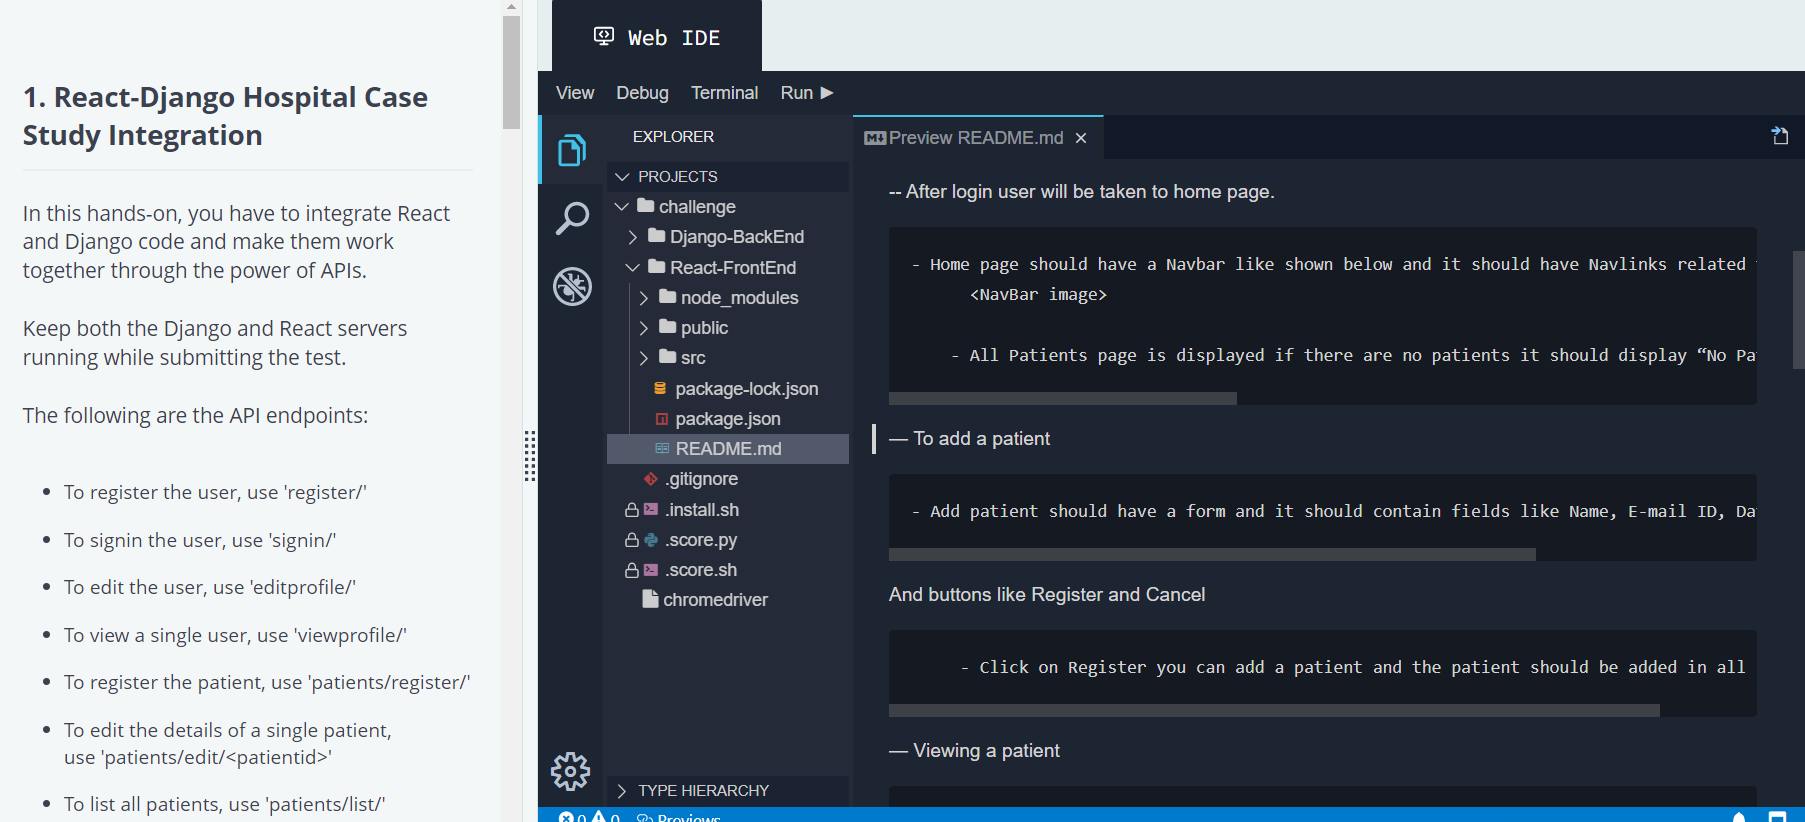 1. React-Django Hospital Case
Study Integration
In this hands-on, you have to integrate React
and Django code and make them work
together through the power of APIs.
Keep both the Django and React servers
running while submitting the test.
The following are the API endpoints:
To register the user, use 'register/'
To signin the user, use 'signin/'
To edit the user, use 'editprofile/'
To view a single user, use 'viewprofile/'
To register the patient, use 'patients/register/'
To edit the details of a single patient,
use 'patients/edit/<patientid>'
To list all patients, use 'patients/list/'
Web IDE
View Debug Terminal Run
EXPLORER
PROJECTS
challenge
Django-BackEnd
React-FrontEnd
node_modules
public
src
package-lock.json
package.json
README.md
.gitignore
.install.sh
.score.py
.score.sh
chromedriver
TYPE HIERARCHY
Preview README.md
-- After login user will be taken to home page.
- Home page should have a Navbar like shown below and it should have Navlinks related
<NavBar image>
- All Patients page is displayed if there are no patients it should display “No Pa
— To add a patient
- Add patient should have a form and it should contain fields like Name, E-mail ID, Da
And buttons like Register and Cancel
- Click on Register you can add a patient and the patient should be added in all
— Viewing a patient
0 0 Previews